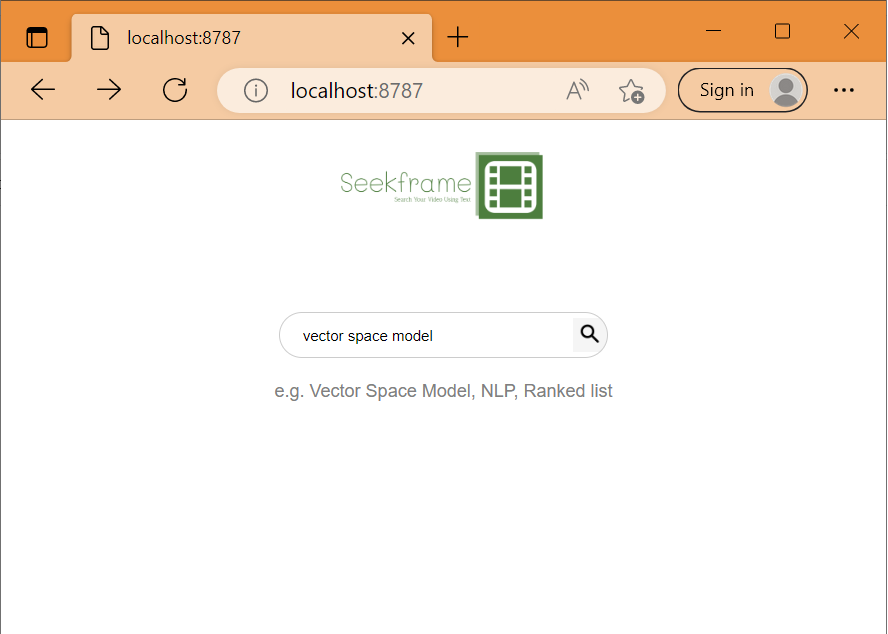 localhost:8787
localhost:8787
Sign in
Seekframe
Search Your Video Using Text
vector space model
e.g. Vector Space Model, NLP, Ranked list